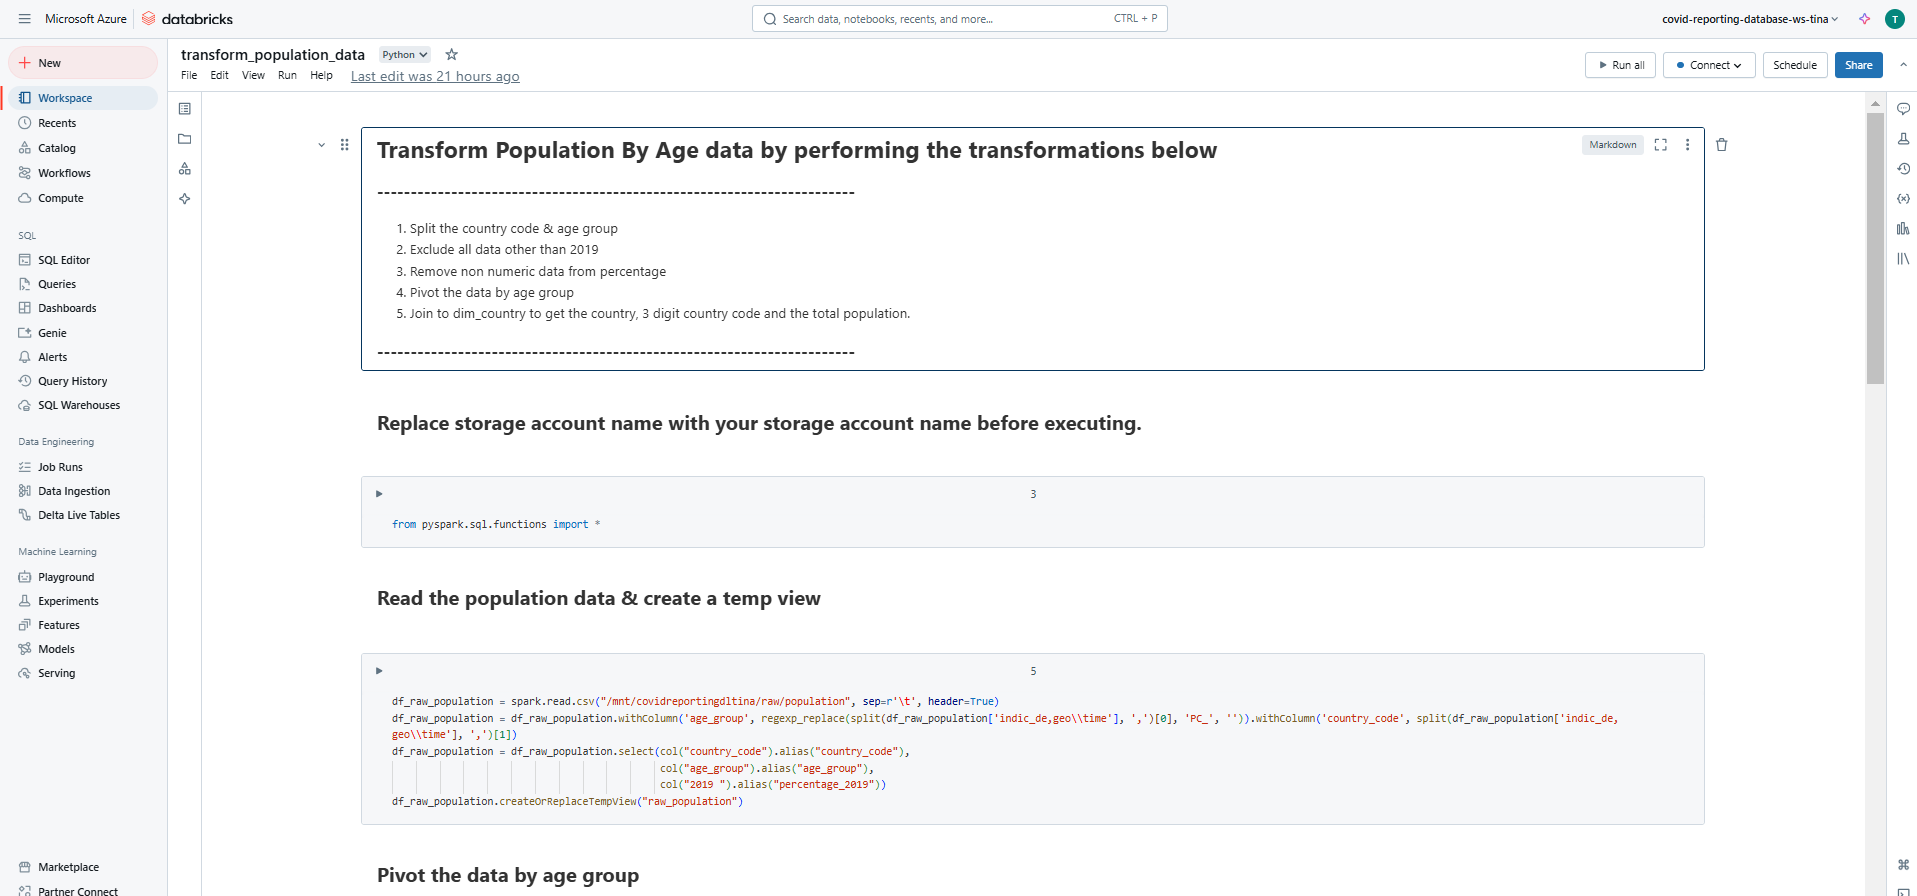 Microsoft Azure databricks
Search data, notebooks, recents, and more... CTRL + P
covid-reporting-database-ws-tina
T
New
Workspace
Recents
Catalog
Workflows
Compute
SQL
SQL Editor
Queries
Dashboards
Genie
Alerts
Query History
SQL Warehouses
Data Engineering
Job Runs
Data Ingestion
Delta Live Tables
Machine Learning
Playground
Experiments
Features
Models
Serving
Marketplace
Partner Connect
transform_population_data Python
File Edit View Run Help Last edit was 21 hours ago
Run all Connect Schedule Share
Transform Population By Age data by performing the transformations below
Markdown
-----------------------------------------------------------------------
1. Split the country code & age group
2. Exclude all data other than 2019
3. Remove non numeric data from percentage
4. Pivot the data by age group
5. Join to dim_country to get the country, 3 digit country code and the total population.
-----------------------------------------------------------------------
Replace storage account name with your storage account name before executing.
3
from pyspark.sql.functions import *
Read the population data & create a temp view
5
df_raw_population = spark.read.csv("/mnt/covidreportingdltina/raw/population", sep=r'\t', header=True)
df_raw_population = df_raw_population.withColumn('age_group', regexp_replace(split(df_raw_population['indic_de,geo\\time'], ',')[0], 'PC_', '')).withColumn('country_code', split(df_raw_population['indic_de,
geo\\time'], ',')[1])
df_raw_population = df_raw_population.select(col("country_code").alias("country_code"),
col("age_group").alias("age_group"),
col("2019 ").alias("percentage_2019"))
df_raw_population.createOrReplaceTempView("raw_population")
Pivot the data by age group